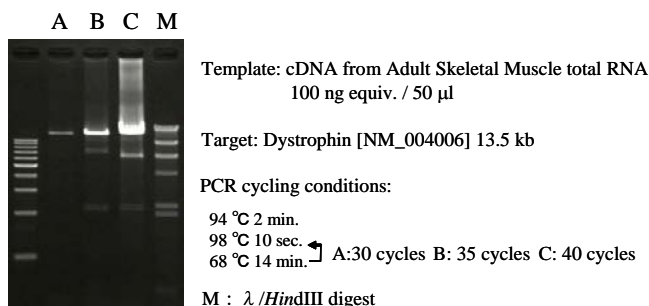 A B C M
Template: cDNA from Adult Skeletal Muscle total RNA
100 ng equiv. / 50 μl
Target: Dystrophin [NM_004006] 13.5 kb
PCR cycling conditions:
94 ℃ 2 min.
98 ℃ 10 sec.
68 ℃ 14 min. A:30 cycles B: 35 cycles C: 40 cycles
M : λ /HindIII digest